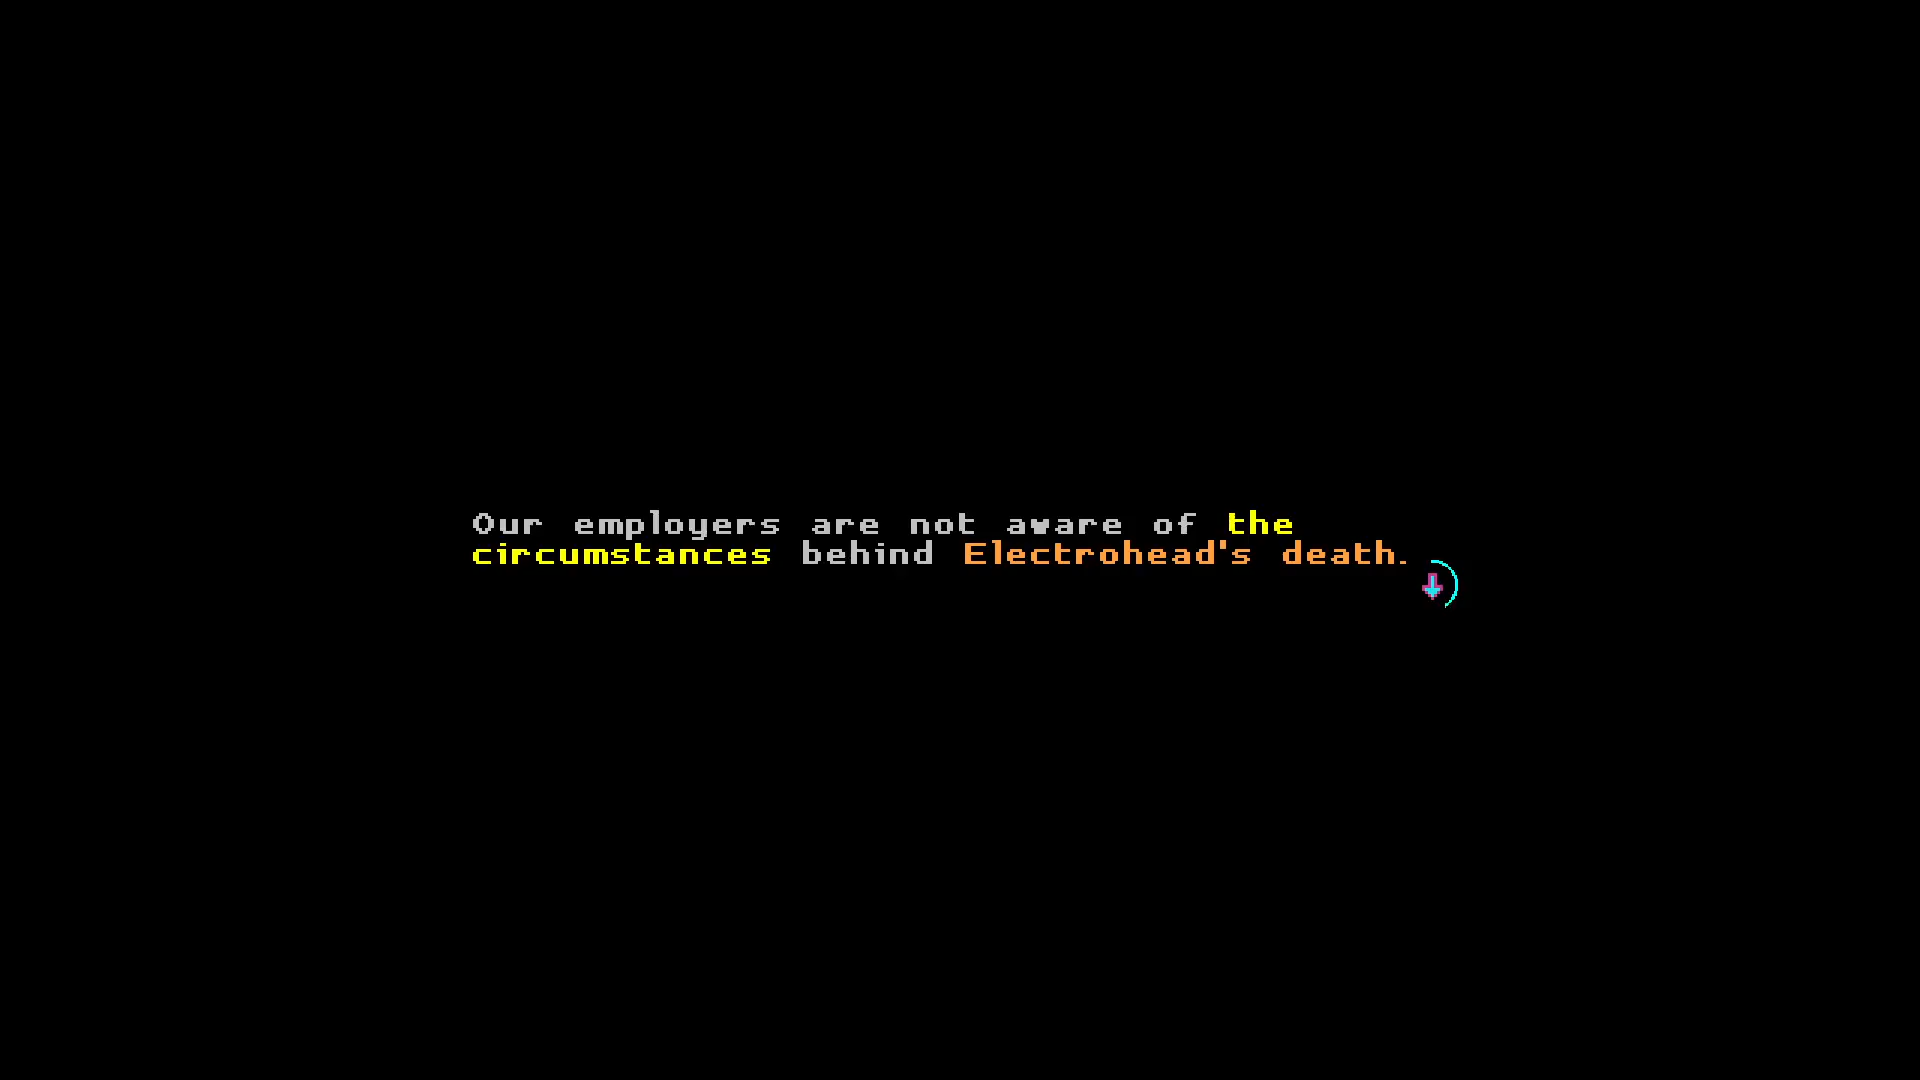 Our employers are not aware of the
circumstances behind Electrohead's death.